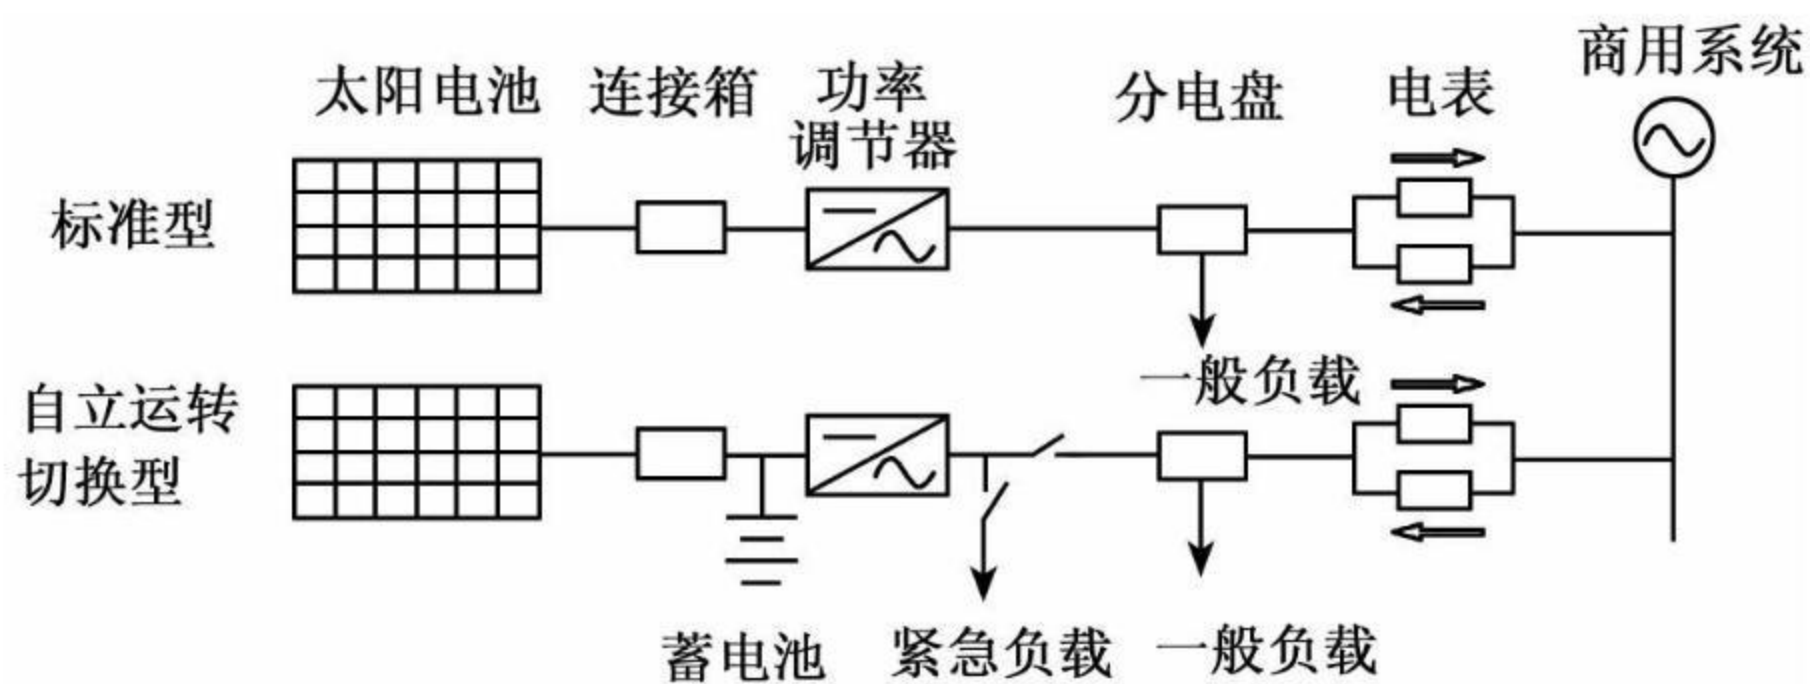 商用系统
太阳电池
连接箱
功率
调节器
分电盘
电表
标准型
一般负载
自立运转
切换型
蓄电池
紧急负载
一般负载